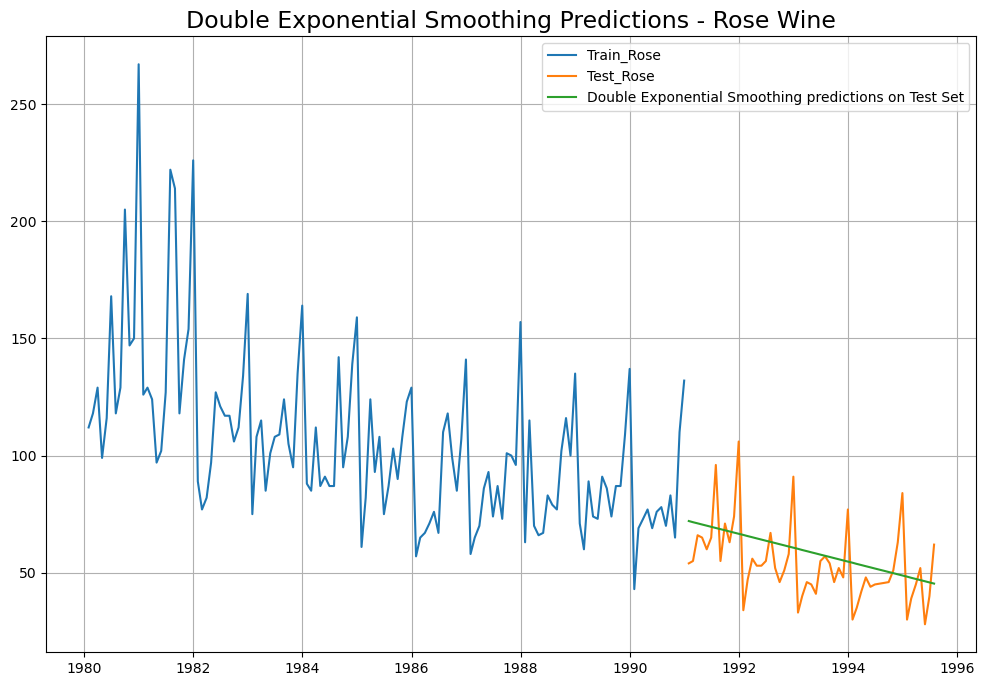 Double Exponential Smoothing Predictions - Rose Wine
Train_Rose
Test_Rose
Double Exponential Smoothing predictions on Test Set
250
200
150
100
50
1980 1982 1984 1986 1988 1990 1992 1994 1996